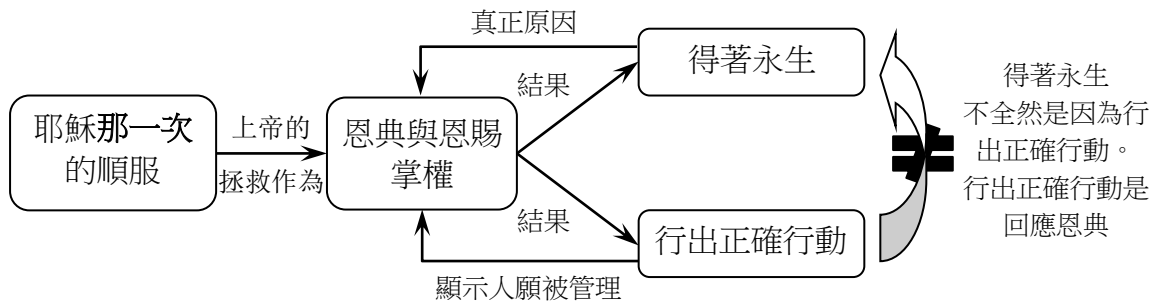 真正原因
得著永生
結果
耶穌那一次
的順服
上帝的
拯救作為
恩典與恩賜
掌權
結果
行出正確行動
顯示人願被管理
得著永生
不全然是因為行
出正確行動。
行出正確行動是
回應恩典